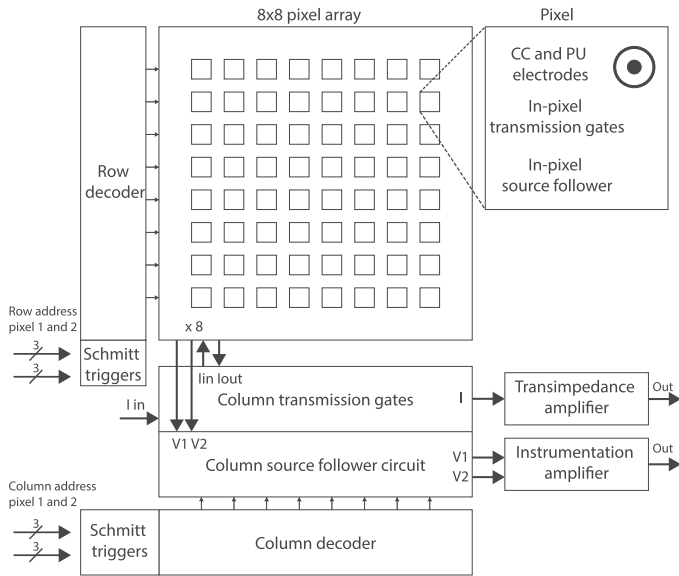 8x8 pixel array
Pixel
CC and PU
electrodes
In-pixel
transmission gates
In-pixel
source follower
Row
decoder
Row address
pixel 1 and 2
3
3
Schmitt
triggers
x 8
Iin Iout
I in
Column transmission gates
I
Transimpedance
amplifier
Out
V1 V2
Column source follower circuit
V1
V2
Instrumentation
amplifier
Out
Column address
pixel 1 and 2
3
3
Schmitt
triggers
Column decoder